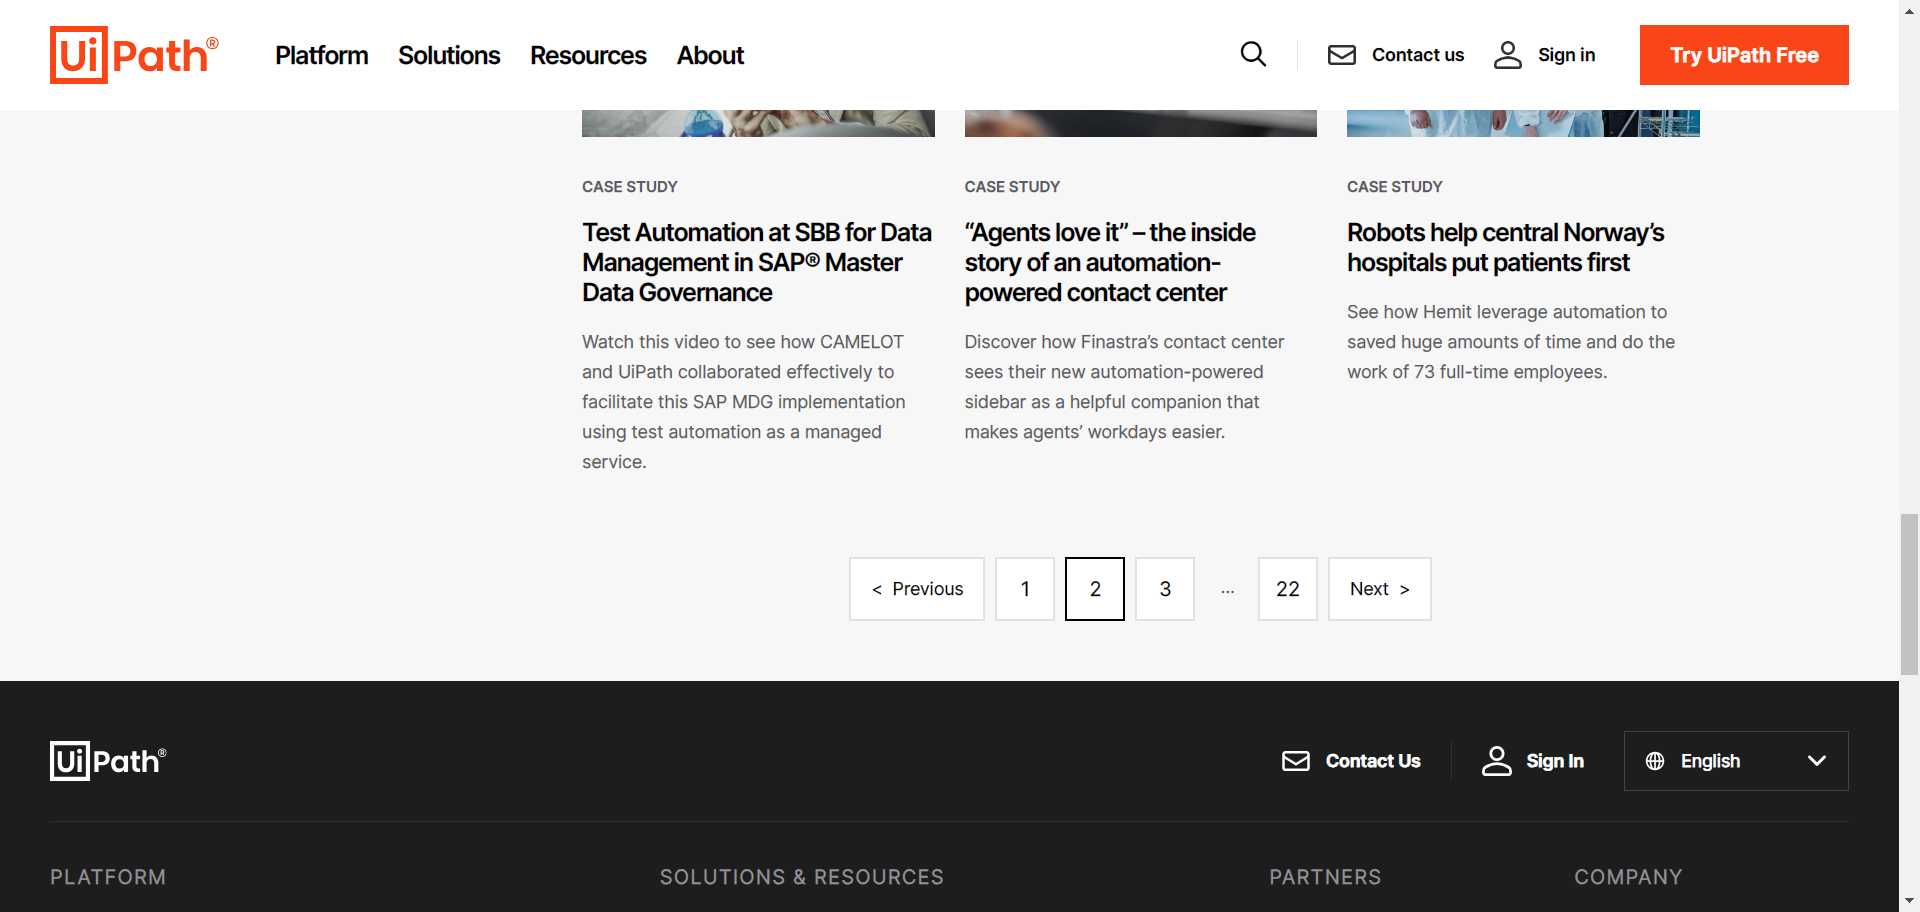 UiPath®
Platform
Solutions
Resources
About
Contact us
Sign in
Try UiPath Free
CASE STUDY
Test Automation at SBB for Data
Management in SAP® Master
Data Governance
Watch this video to see how CAMELOT
and UiPath collaborated effectively to
facilitate this SAP MDG implementation
using test automation as a managed
service.
CASE STUDY
“Agents love it” – the inside
story of an automation-
powered contact center
Discover how Finastra’s contact center
sees their new automation-powered
sidebar as a helpful companion that
makes agents’ workdays easier.
CASE STUDY
Robots help central Norway’s
hospitals put patients first
See how Hemit leverage automation to
saved huge amounts of time and do the
work of 73 full-time employees.
< Previous
1
2
3
...
22
Next >
UiPath®
Contact Us
Sign In
English
PLATFORM
SOLUTIONS & RESOURCES
PARTNERS
COMPANY